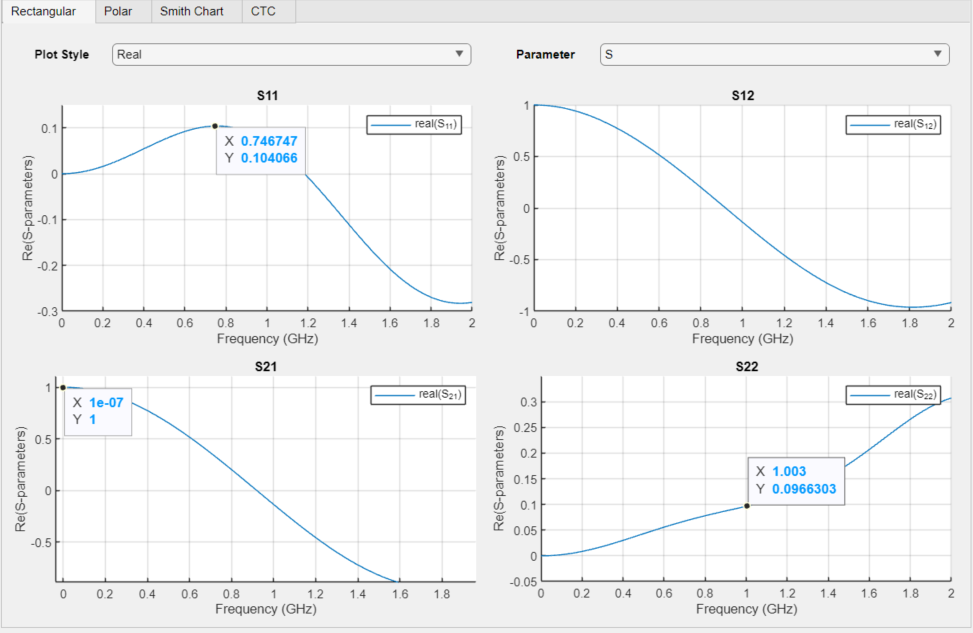 Rectangular
Polar
Smith Chart
CTC
Plot Style
Real
Parameter
S
S11
real(S11)
X 0.746747
Y 0.104066
0.1
0
-0.1
-0.2
-0.3
Re(S-parameters)
0 0.2 0.4 0.6 0.8 1 1.2 1.4 1.6 1.8 2
Frequency (GHz)
S12
real(S12)
1
0.5
0
-0.5
-1
Re(S-parameters)
0 0.2 0.4 0.6 0.8 1 1.2 1.4 1.6 1.8 2
Frequency (GHz)
S21
real(S21)
X 1e-07
Y 1
1
0.5
0
-0.5
Re(S-parameters)
0 0.2 0.4 0.6 0.8 1 1.2 1.4 1.6 1.8
Frequency (GHz)
S22
real(S22)
X 1.003
Y 0.0966303
0.3
0.25
0.2
0.15
0.1
0.05
0
-0.05
Re(S-parameters)
0 0.2 0.4 0.6 0.8 1 1.2 1.4 1.6 1.8 2
Frequency (GHz)